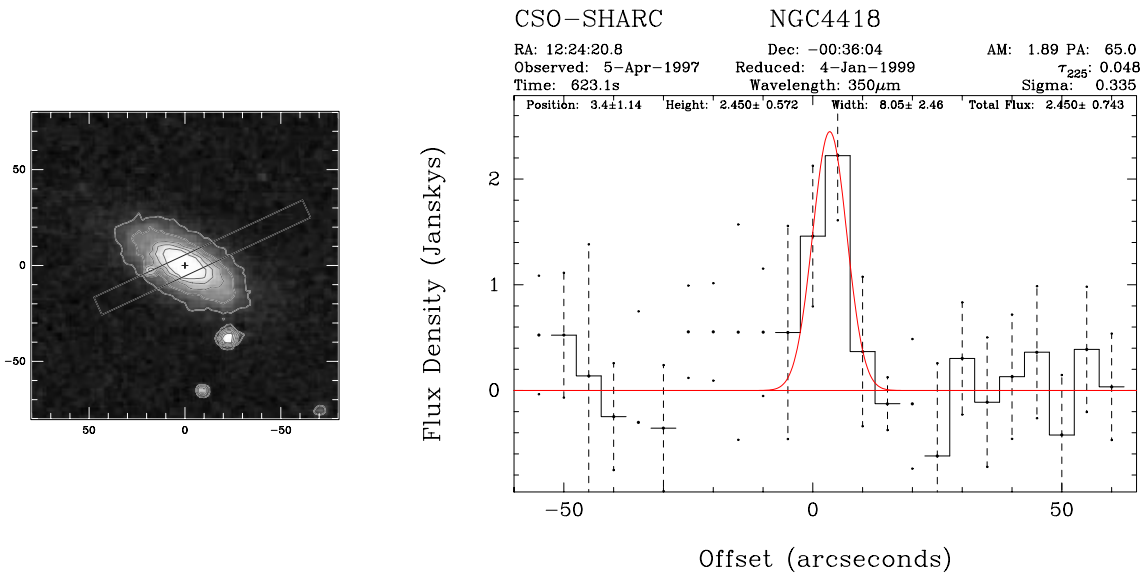 CSO-SHARC NGC4418
RA: 12:24:20.8 Dec: -00:36:04 AM: 1.89 PA: 65.0
Observed: 5-Apr-1997 Reduced: 4-Jan-1999 τ225: 0.048
Time: 623.1s Wavelength: 350μm Sigma: 0.335
Position: 3.4±1.14 Height: 2.450± 0.572 Width: 8.05± 2.46 Total Flux: 2.450± 0.743
50
0
-50
50 0 -50
Flux Density (Janskys)
2
1
0
-50 0 50
Offset (arcseconds)